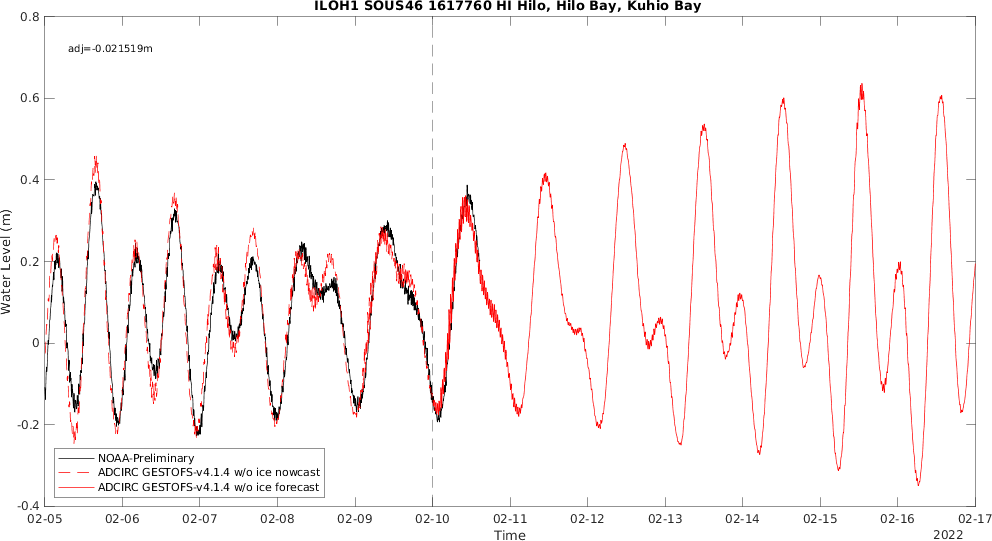 ILOH1 SOUS46 1617760 HI Hilo, Hilo Bay, Kuhio Bay
0.8
adj=-0.021519m
0.6
0.4
0.2
0
-0.2
-0.4
Water Level (m)
NOAA-Preliminary
ADCIRC GESTOFS-v4.1.4 w/o ice nowcast
ADCIRC GESTOFS-v4.1.4 w/o ice forecast
02-05 02-06 02-07 02-08 02-09 02-10 02-11 02-12 02-13 02-14 02-15 02-16 02-17
Time
2022